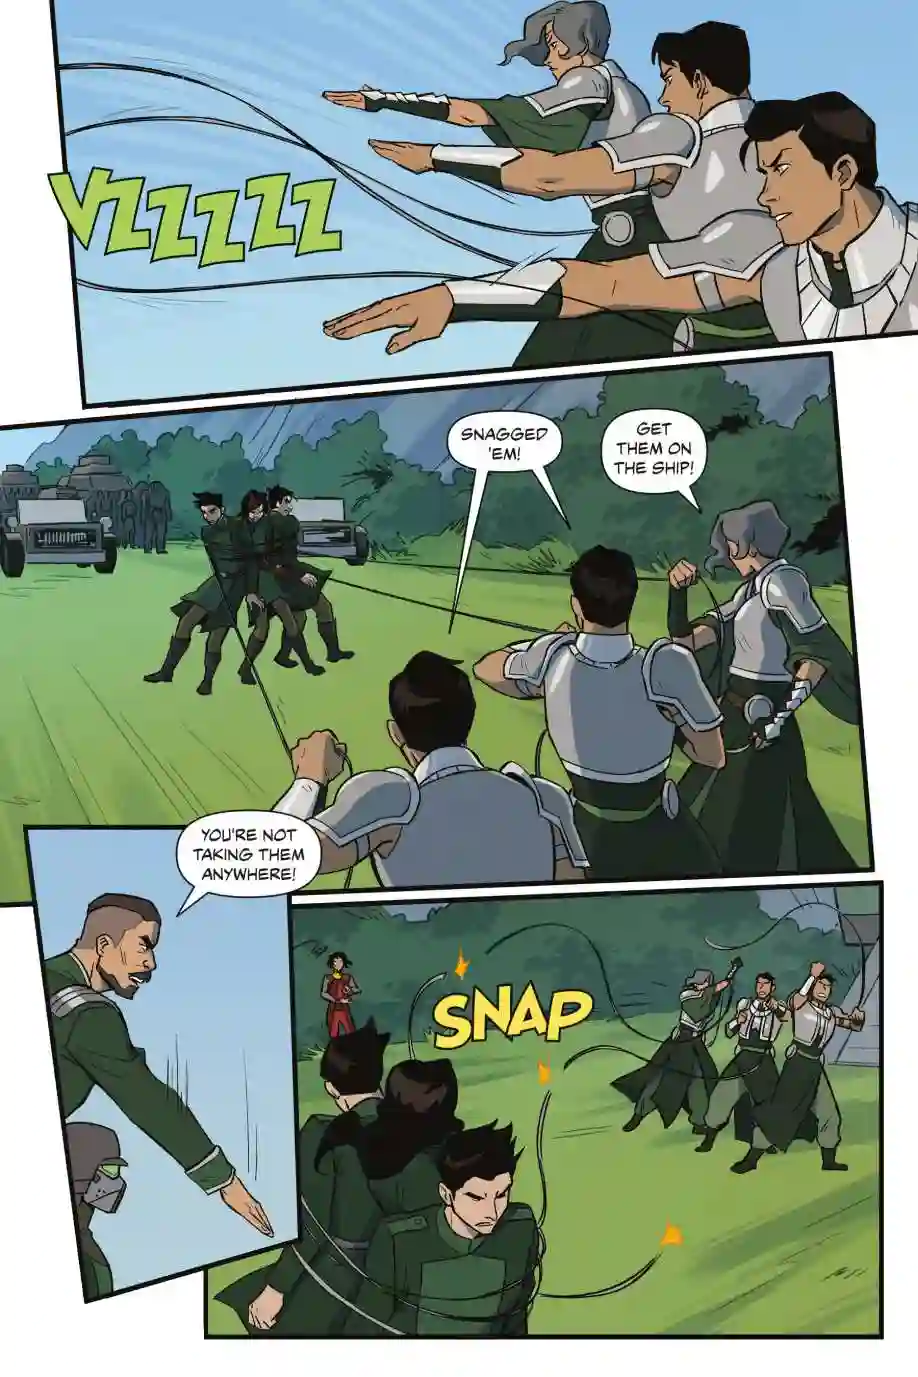 VZZZZZ
SNAGGED
'EM!
GET
THEM ON
THE SHIP!
YOU'RE NOT
TAKING THEM
ANYWHERE!
SNAP